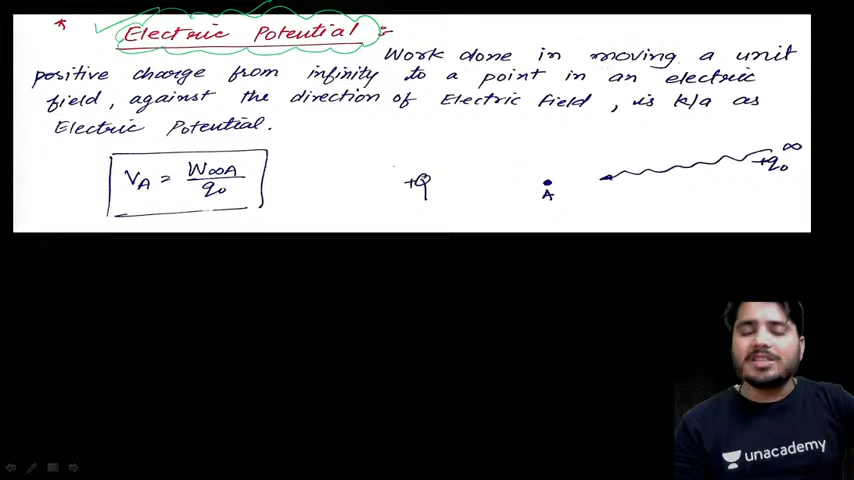 * Electric Potential :-
Work done in moving a unit
positive charge from infinity to a point in an electric
field, against the direction of Electric field, is k/a as
Electric Potential.
VA = W∞A / q₀
+Q
A
∞
+q₀
unacademy